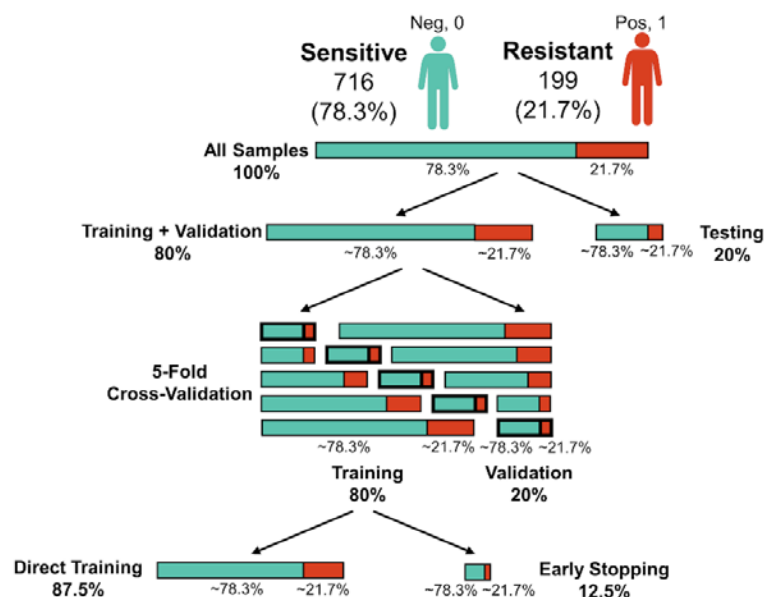 Neg, 0
Pos, 1
Sensitive
Resistant
716
199
(78.3%)
(21.7%)
All Samples
100%
78.3%
21.7%
Training + Validation
80%
~78.3%
~21.7%
~78.3%
~21.7%
Testing
20%
5-Fold
Cross-Validation
~78.3%
~21.7%
~78.3%
~21.7%
Training
80%
Validation
20%
Direct Training
87.5%
~78.3%
~21.7%
~78.3%
~21.7%
Early Stopping
12.5%